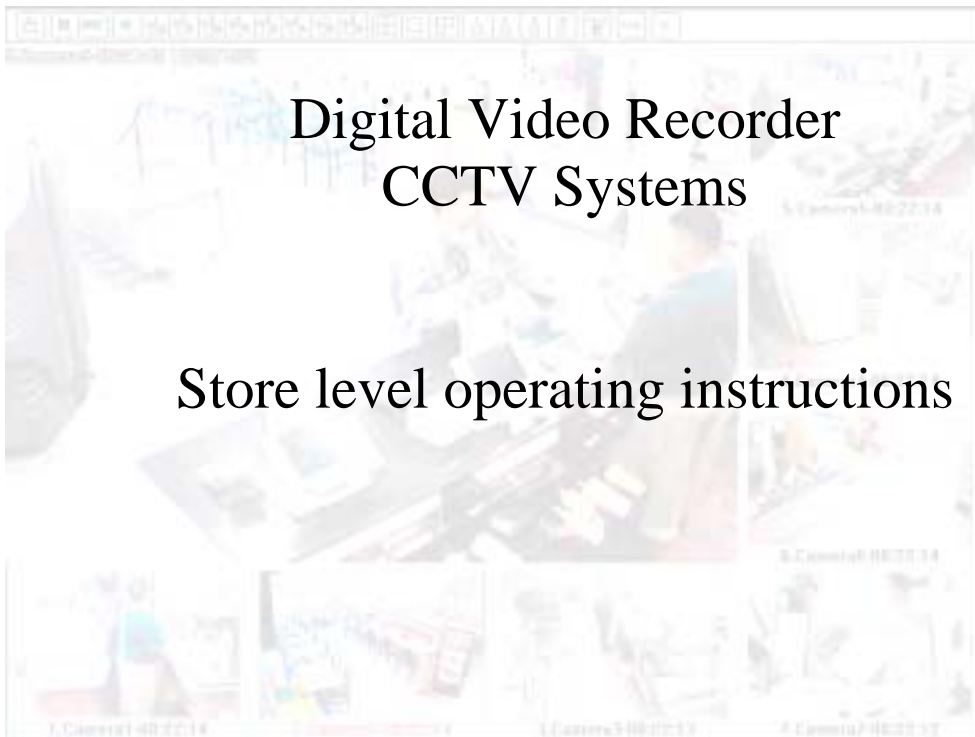 Digital Video Recorder
CCTV Systems
Store level operating instructions